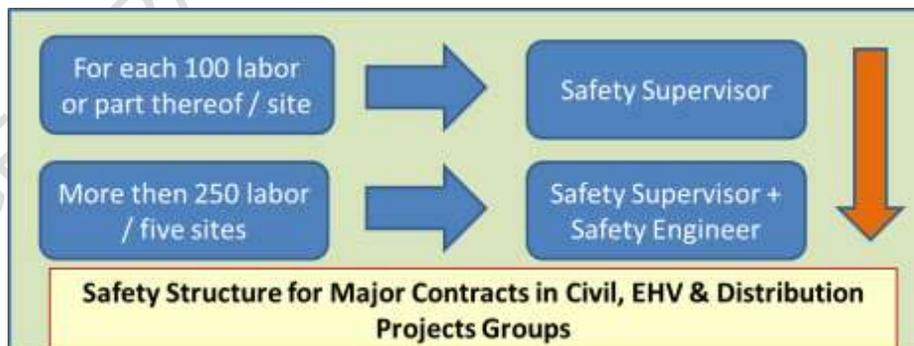 For each 100 labor
or part thereof / site
Safety Supervisor
More then 250 labor
/ five sites
Safety Supervisor +
Safety Engineer
Safety Structure for Major Contracts in Civil, EHV & Distribution
Projects Groups